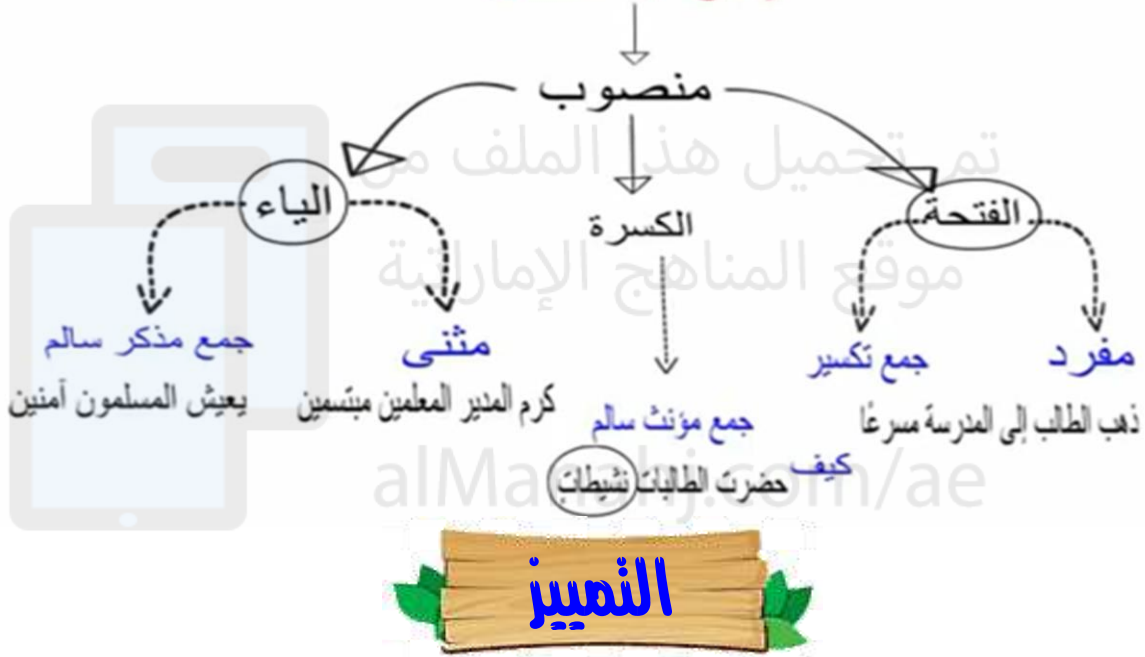 منصوب
الفتحة
الكسرة
الياء
مفرد
جمع تكسير
ذهب الطالب إلى المدرسة مسرعًا
جمع مؤنث سالم
كيف
حضرت الطالبات نشيطاتٍ
مثنى
كرم المدير المعلمين مبتسمين
جمع مذكر سالم
يعيش المسلمون آمنين
تم تحميل هذا الملف من
موقع المناهج الإماراتية
alManahj.com/ae
التمييز